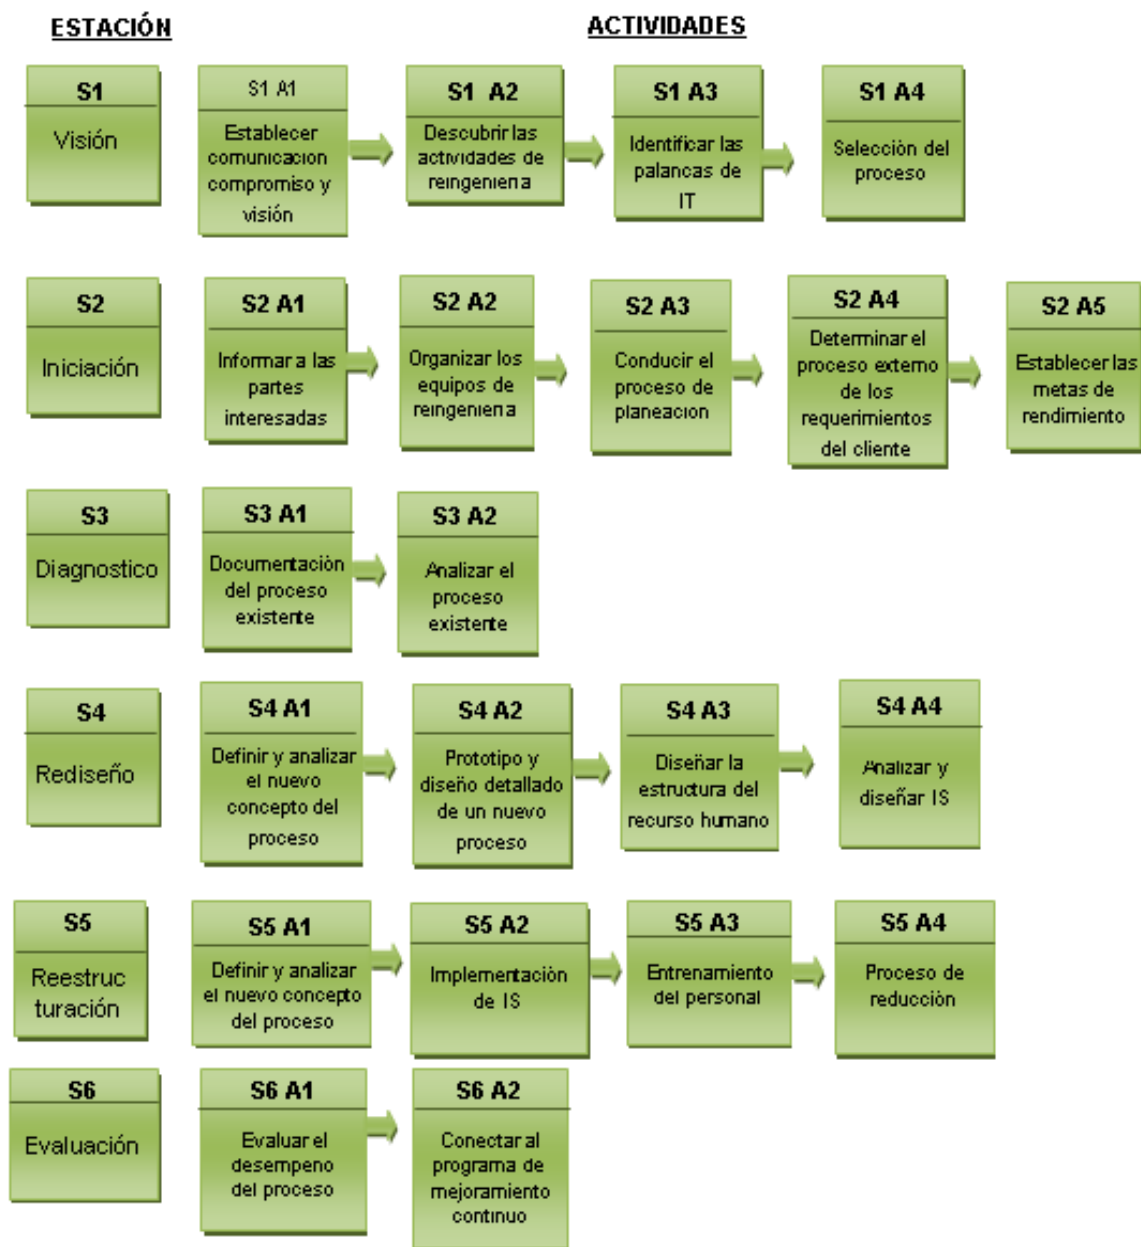 ESTACIÓN
ACTIVIDADES
S1
Visión
S1 A1
Establecer
comunicacion
compromiso y
visión
S1 A2
Descubrir las
actividades de
reingenieria
S1 A3
Identificar las
palancas de
IT
S1 A4
Selección del
proceso
S2
Iniciación
S2 A1
Informar a las
partes
interesadas
S2 A2
Organizar los
equipos de
reingenieria
S2 A3
Conducir el
proceso de
planeacion
S2 A4
Determinar el
proceso externo
de los
requerimientos
del cliente
S2 A5
Establecer las
metas de
rendimiento
S3
Diagnostico
S3 A1
Documentación
del proceso
existente
S3 A2
Analizar el
proceso
existente
S4
Rediseño
S4 A1
Definir y analizar
el nuevo
concepto del
proceso
S4 A2
Prototipo y
diseño detallado
de un nuevo
proceso
S4 A3
Diseñar la
estructura del
recurso humano
S4 A4
Analizar y
diseñar IS
S5
Reestruc
turación
S5 A1
Definir y analizar
el nuevo concepto
del proceso
S5 A2
Implementación
de IS
S5 A3
Entrenamiento
del personal
S5 A4
Proceso de
reducción
S6
Evaluación
S6 A1
Evaluar el
desempeno
del proceso
S6 A2
Conectar al
programa de
mejoramiento
continuo